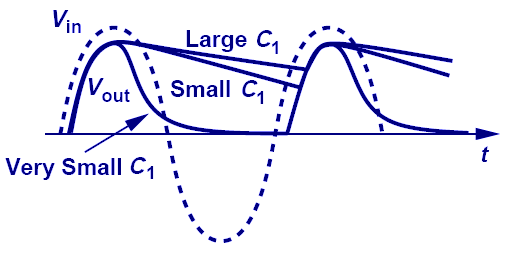 Vin
Large C1
Vout
Small C1
Very Small C1
t